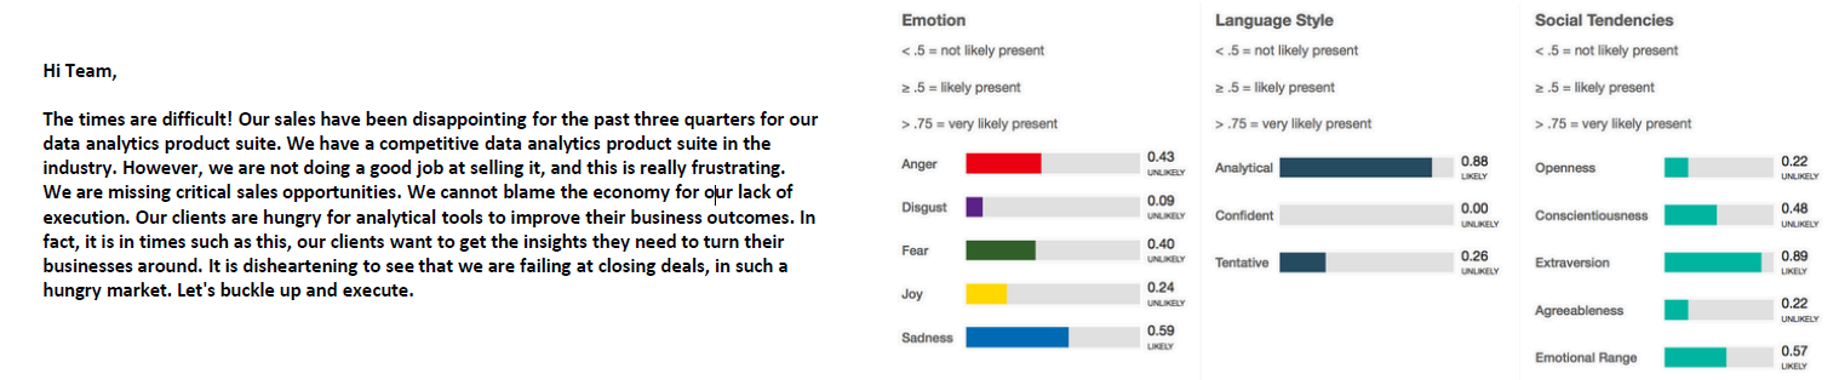 Hi Team,
The times are difficult! Our sales have been disappointing for the past three quarters for our
data analytics product suite. We have a competitive data analytics product suite in the
industry. However, we are not doing a good job at selling it, and this is really frustrating.
We are missing critical sales opportunities. We cannot blame the economy for our lack of
execution. Our clients are hungry for analytical tools to improve their business outcomes. In
fact, it is in times such as this, our clients want to get the insights they need to turn their
businesses around. It is disheartening to see that we are failing at closing deals, in such a
hungry market. Let's buckle up and execute.
Emotion
< .5 = not likely present
≥ .5 = likely present
> .75 = very likely present
Anger 0.43
UNLIKELY
Disgust 0.09
UNLIKELY
Fear 0.40
UNLIKELY
Joy 0.24
UNLIKELY
Sadness 0.59
LIKELY
Language Style
< .5 = not likely present
≥ .5 = likely present
> .75 = very likely present
Analytical 0.88
LIKELY
Confident 0.00
UNLIKELY
Tentative 0.26
UNLIKELY
Social Tendencies
< .5 = not likely present
≥ .5 = likely present
> .75 = very likely present
Openness 0.22
UNLIKELY
Conscientiousness 0.48
UNLIKELY
Extraversion 0.89
LIKELY
Agreeableness 0.22
UNLIKELY
Emotional Range 0.57
LIKELY